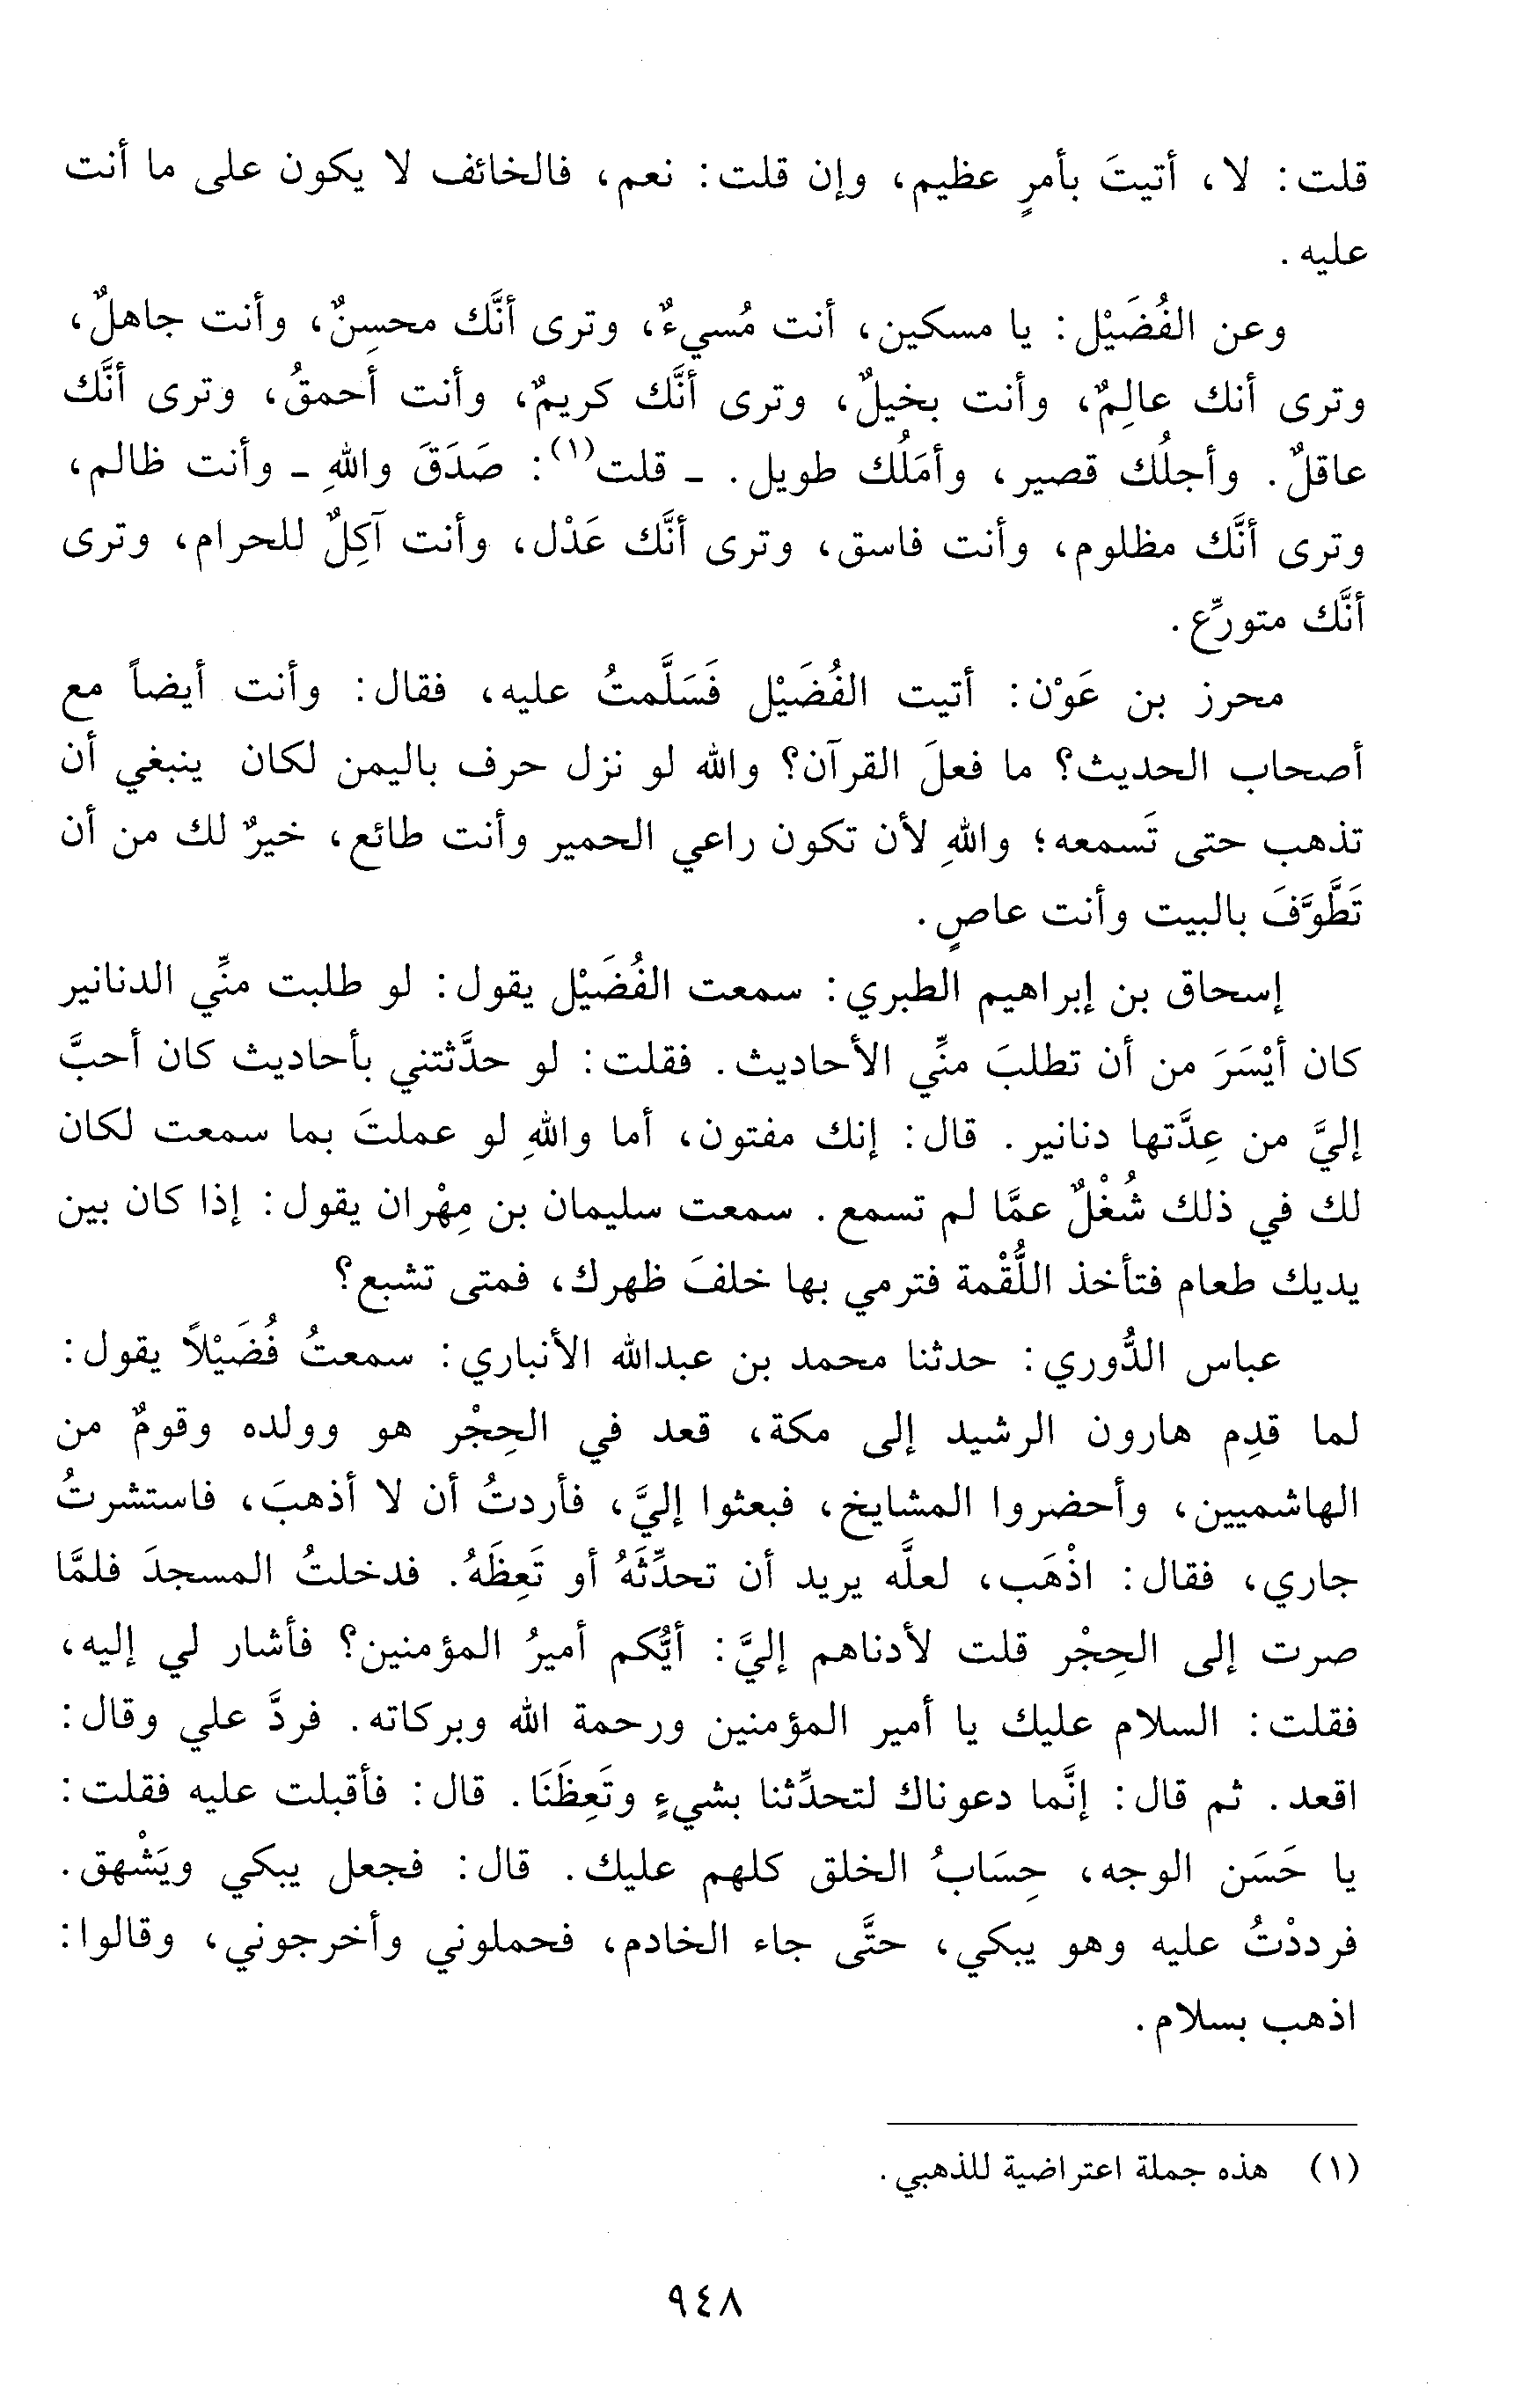 قلت: لا، أتيتَ بأمرٍ عظيم، وإن قلت: نعم، فالخائف لا يكون على ما أنت
عليه.
وعن الفُضَيْل: يا مسكين، أنت مُسيءٌ، وترى أنَّك محسِنٌ، وأنت جاهلٌ،
وترى أنك عالِمٌ، وأنت بخيلٌ، وترى أنَّك كريمٌ، وأنت أحمقُ، وترى أنَّك
عاقلٌ. وأجلُك قصير، وأمَلُك طويل. - قلت(١): صَدَقَ واللهِ - وأنت ظالم،
وترى أنَّك مظلوم، وأنت فاسق، وترى أنَّك عَدْل، وأنت آكِلٌ للحرام، وترى
أنَّك متورِّع.
محرز بن عَوْن: أتيت الفُضَيْل فَسَلَّمتُ عليه، فقال: وأنت أيضاً مع
أصحاب الحديث؟ ما فعلَ القرآن؟ والله لو نزل حرف باليمن لكان ينبغي أن
تذهب حتى تَسمعه؛ واللهِ لأن تكون راعي الحمير وأنت طائع، خيرٌ لك من أن
تَطَّوَّفَ بالبيت وأنت عاصٍ.
إسحاق بن إبراهيم الطبري: سمعت الفُضَيْل يقول: لو طلبت منِّي الدنانير
كان أيْسَرَ من أن تطلبَ منِّي الأحاديث. فقلت: لو حدَّثتني بأحاديث كان أحبَّ
إليَّ من عِدَّتها دنانير. قال: إنك مفتون، أما واللهِ لو عملتَ بما سمعت لكان
لك في ذلك شُغْلٌ عمَّا لم تسمع. سمعت سليمان بن مِهْران يقول: إذا كان بين
يديك طعام فتأخذ اللُّقْمة فترمي بها خلفَ ظهرك، فمتى تشبع؟
عباس الدُّوري: حدثنا محمد بن عبدالله الأنباري: سمعتُ فُضَيْلاً يقول:
لما قدِم هارون الرشيد إلى مكة، قعد في الحِجْر هو وولده وقومٌ من
الهاشميين، وأحضروا المشايخ، فبعثوا إليَّ، فأردتُ أن لا أذهبَ، فاستشرتُ
جاري، فقال: اذْهَب، لعلَّه يريد أن تحدِّثَهُ أو تَعِظَهُ. فدخلتُ المسجدَ فلمَّا
صرت إلى الحِجْر قلت لأدناهم إليَّ: أيُّكم أميرُ المؤمنين؟ فأشار لي إليه،
فقلت: السلام عليك يا أمير المؤمنين ورحمة الله وبركاته. فردَّ علي وقال:
اقعد. ثم قال: إنَّما دعوناك لتحدِّثنا بشيءٍ وتَعِظَنَا. قال: فأقبلت عليه فقلت:
يا حَسَن الوجه، حِسَابُ الخلق كلهم عليك. قال: فجعل يبكي ويَشْهق.
فرددْتُ عليه وهو يبكي، حتَّى جاء الخادم، فحملوني وأخرجوني، وقالوا:
اذهب بسلام.
(١) هذه جملة اعتراضية للذهبي.
٩٤٨